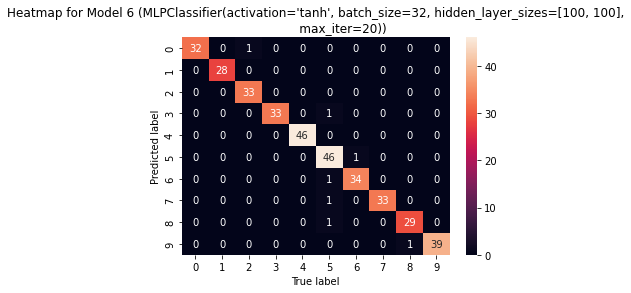 Heatmap for Model 6 (MLPClassifier(activation='tanh', batch_size=32, hidden_layer_sizes=[100, 100],
max_iter=20))
0 32 0 1 0 0 0 0 0 0 0
1 0 28 0 0 0 0 0 0 0 0
2 0 0 33 0 0 0 0 0 0 0
3 0 0 0 33 0 1 0 0 0 0
4 0 0 0 0 46 0 0 0 0 0
5 0 0 0 0 0 46 1 0 0 0
6 0 0 0 0 0 1 34 0 0 0
7 0 0 0 0 0 1 0 33 0 0
8 0 0 0 0 0 1 0 0 29 0
9 0 0 0 0 0 0 0 0 1 39
0 1 2 3 4 5 6 7 8 9
True label
Predicted label
40
30
20
10
0